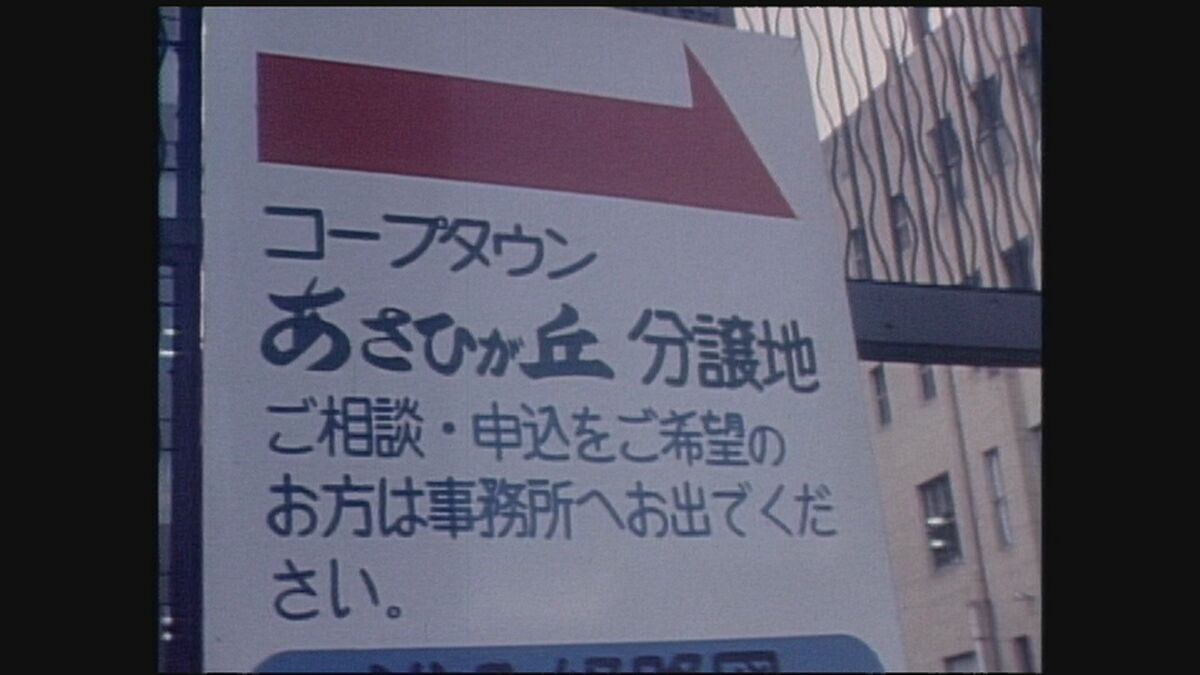 コープタウン
あさひが丘 分譲地
ご相談・申込をご希望の
お方は事務所へお出でくだ
さい。